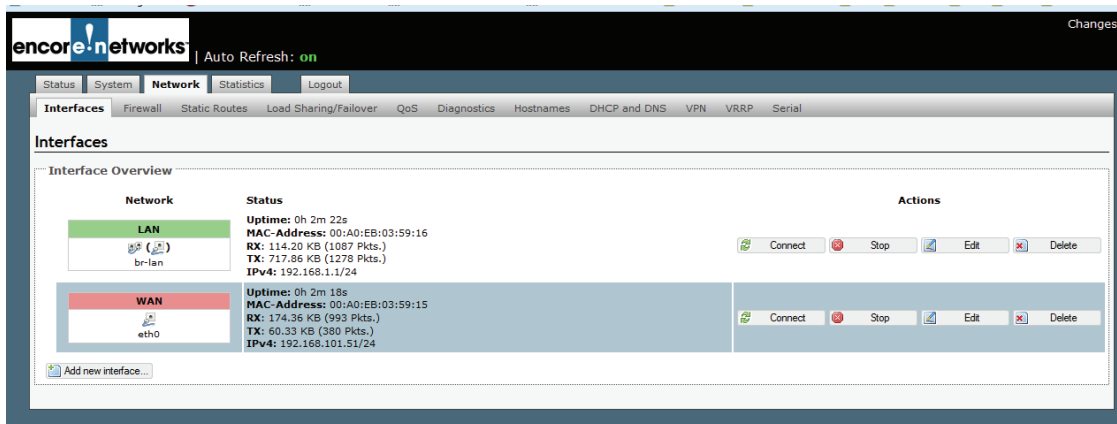 Changes
encore!networks™ | Auto Refresh: on
Status System Network Statistics Logout
Interfaces Firewall Static Routes Load Sharing/Failover QoS Diagnostics Hostnames DHCP and DNS VPN VRRP Serial
Interfaces
Interface Overview
Network Status Actions
LAN
br-lan
Uptime: 0h 2m 22s
MAC-Address: 00:A0:EB:03:59:16
RX: 114.20 KB (1087 Pkts.)
TX: 717.86 KB (1278 Pkts.)
IPv4: 192.168.1.1/24
Connect Stop Edit Delete
WAN
eth0
Uptime: 0h 2m 18s
MAC-Address: 00:A0:EB:03:59:15
RX: 174.36 KB (993 Pkts.)
TX: 60.33 KB (380 Pkts.)
IPv4: 192.168.101.51/24
Connect Stop Edit Delete
Add new interface...